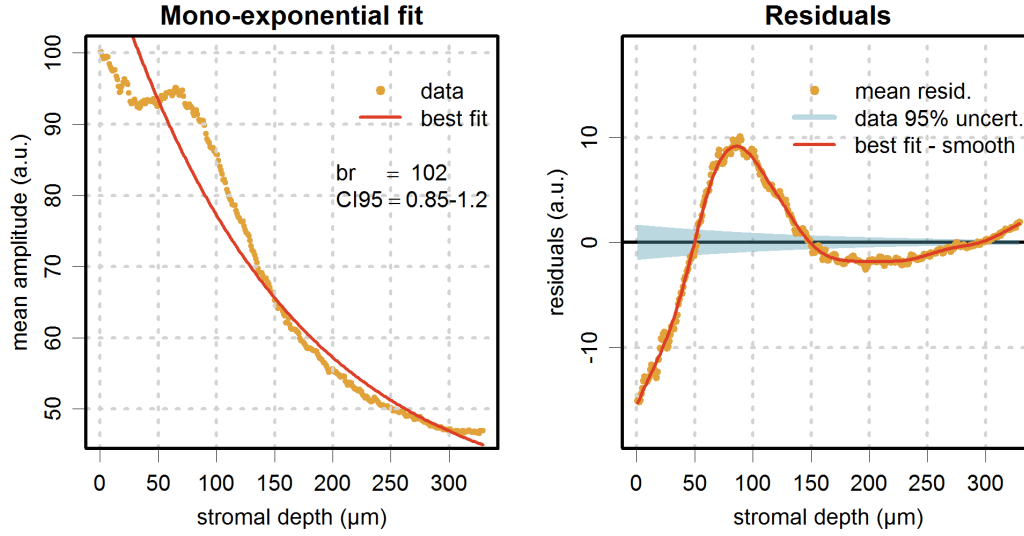 Mono-exponential fit
mean amplitude (a.u.)
100
90
80
70
60
50
data
best fit
br = 102
CI95 = 0.85-1.2
0 50 100 150 200 250 300
stromal depth (µm)
Residuals
residuals (a.u.)
10
0
-10
mean resid.
data 95% uncert.
best fit - smooth
0 50 100 150 200 250 300
stromal depth (µm)